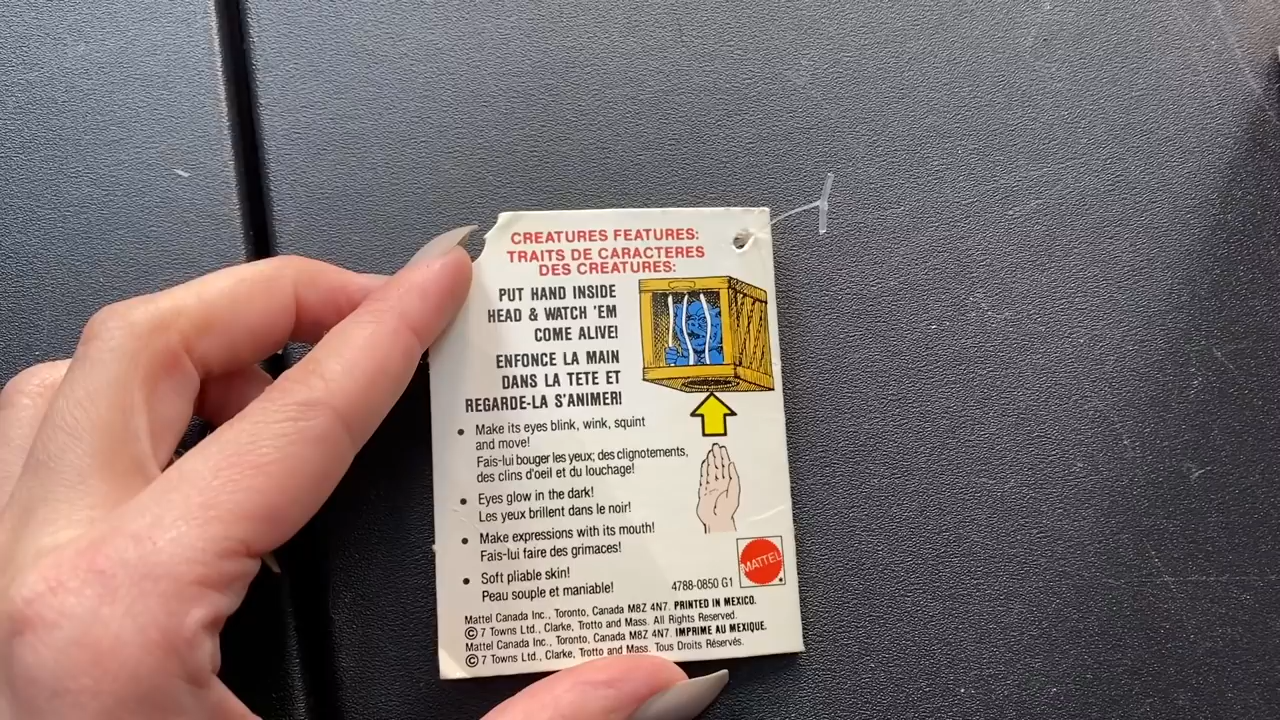 CREATURES FEATURES:
TRAITS DE CARACTERES
DES CREATURES:
PUT HAND INSIDE
HEAD & WATCH 'EM
COME ALIVE!
ENFONCE LA MAIN
DANS LA TETE ET
REGARDE-LA S'ANIMER!
• Make its eyes blink, wink, squint
and move!
Fais-lui bouger les yeux; des clignotements,
des clins d'oeil et du louchage!
• Eyes glow in the dark!
Les yeux brillent dans le noir!
• Make expressions with its mouth!
Fais-lui faire des grimaces!
• Soft pliable skin!
Peau souple et maniable!
4788-0850 G1
MATTEL
Mattel Canada Inc., Toronto, Canada M8Z 4N7. PRINTED IN MEXICO.
© 7 Towns Ltd., Clarke, Trotto and Mass. All Rights Reserved.
Mattel Canada Inc., Toronto, Canada M8Z 4N7. IMPRIME AU MEXIQUE.
© 7 Towns Ltd., Clarke, Trotto and Mass. Tous Droits Réservés.